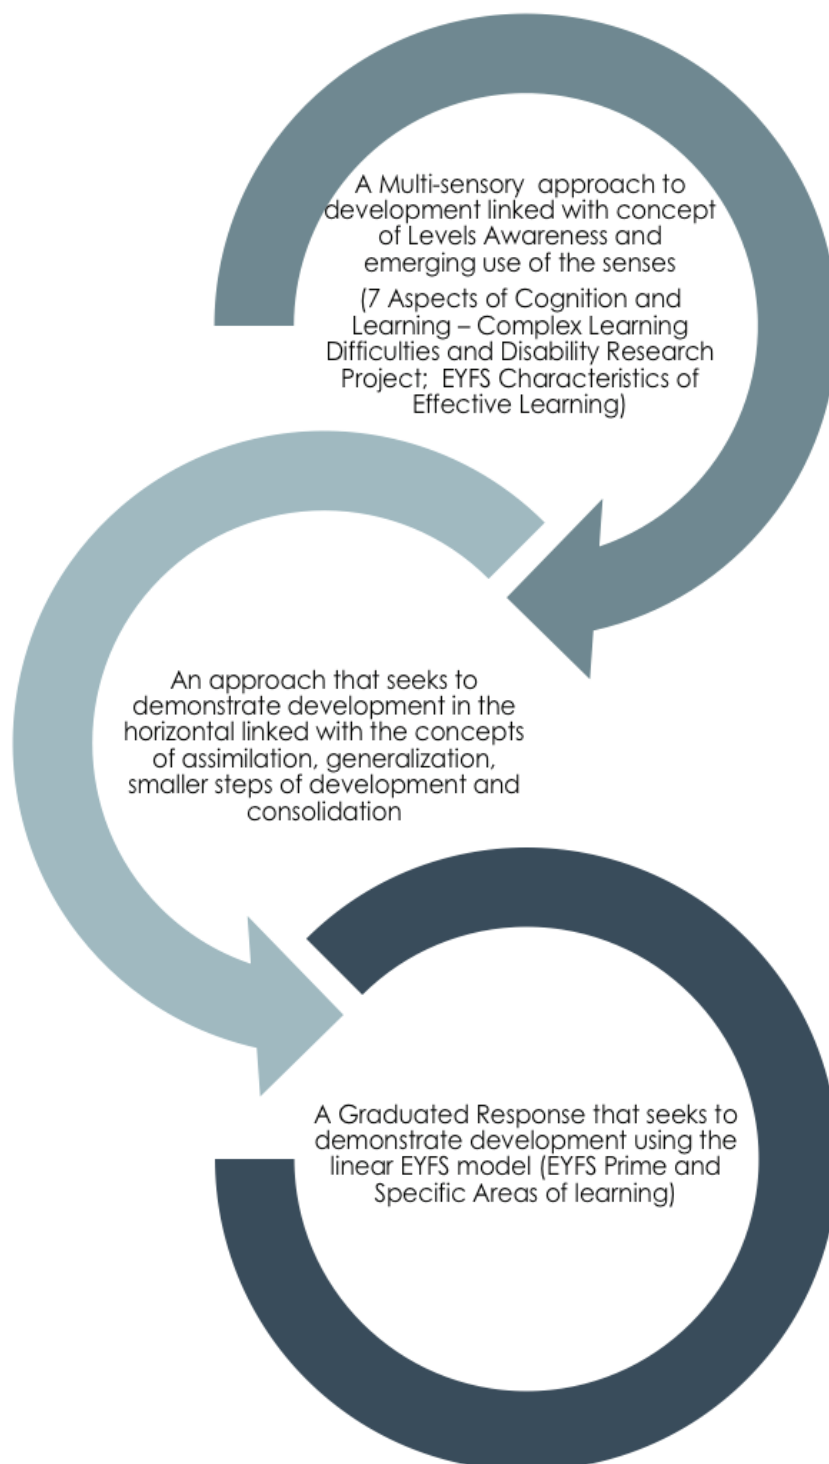 A Multi-sensory approach to
development linked with concept
of Levels Awareness and
emerging use of the senses
(7 Aspects of Cognition and
Learning – Complex Learning
Difficulties and Disability Research
Project; EYFS Characteristics of
Effective Learning)
An approach that seeks to
demonstrate development in the
horizontal linked with the concepts
of assimilation, generalization,
smaller steps of development and
consolidation
A Graduated Response that seeks to
demonstrate development using the
linear EYFS model (EYFS Prime and
Specific Areas of learning)